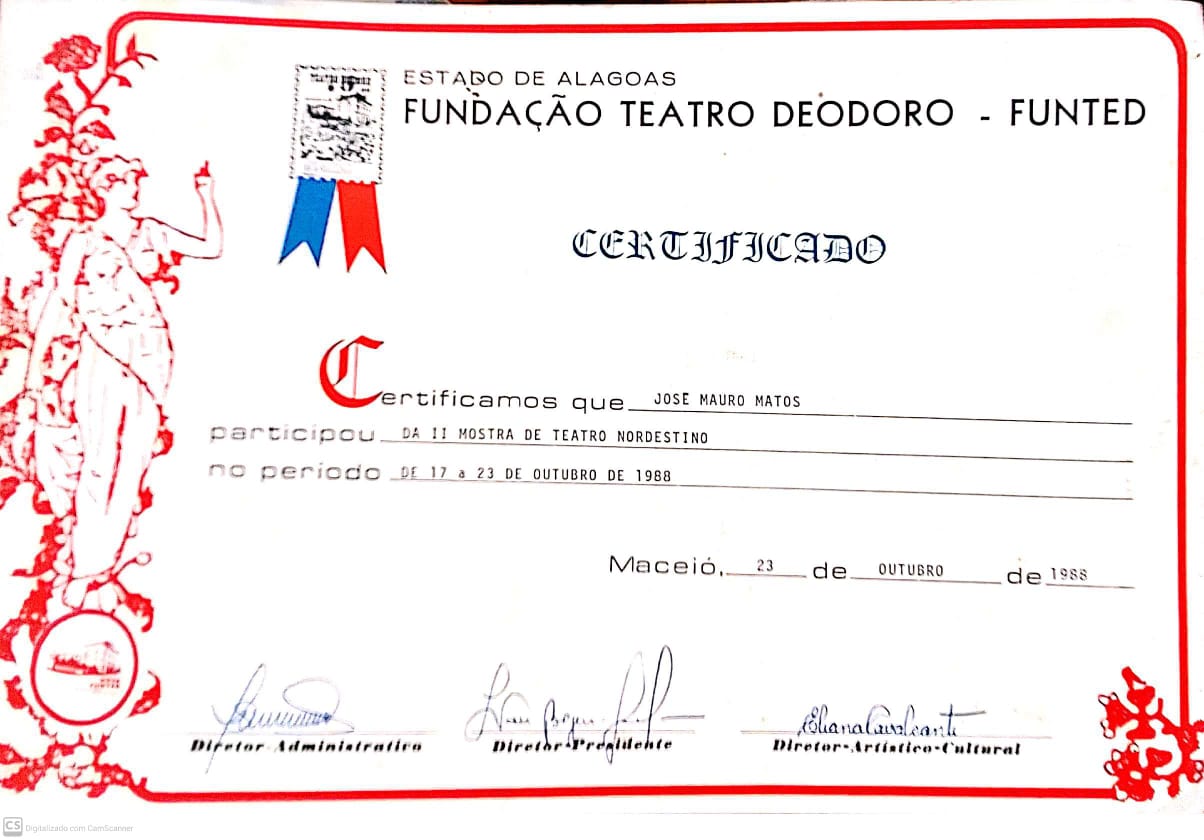 ESTADO DE ALAGOAS
FUNDAÇÃO TEATRO DEODORO - FUNTED
CERTIFICADO
Certificamos que JOSE MAURO MATOS
participou DA II MOSTRA DE TEATRO NORDESTINO
no período DE 17 a 23 DE OUTUBRO DE 1988
Maceió, 23 de OUTUBRO de 1988
Eliana Cavalcanti
Diretor-Administrativo Diretor-Presidente Diretor-Artístico-Cultural
CS Digitalizado com CamScanner